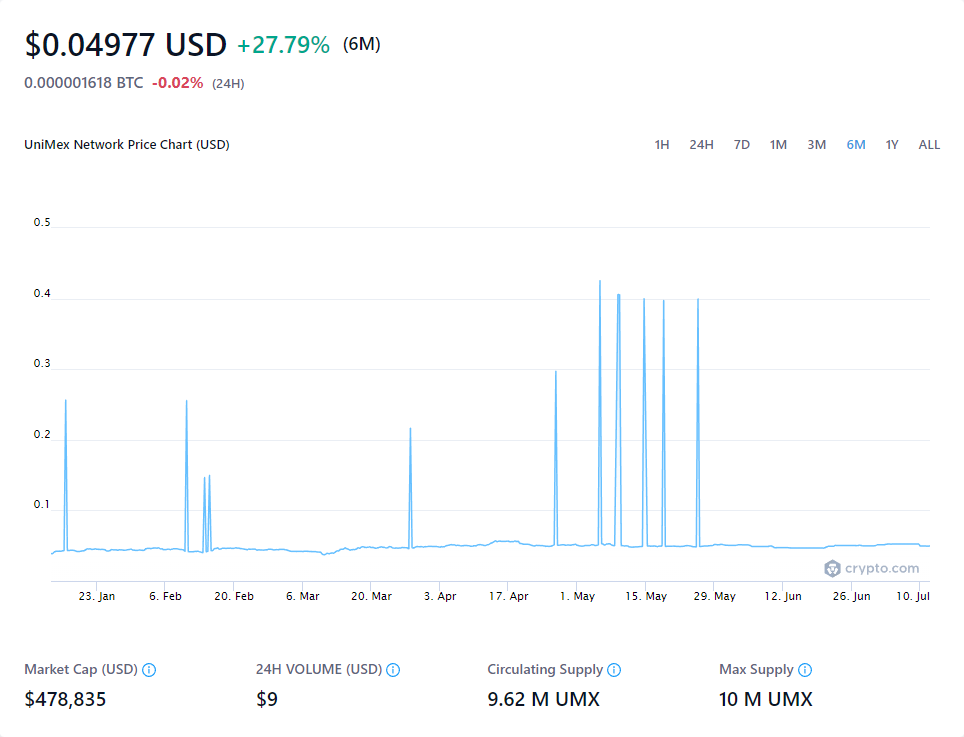 $0.04977 USD +27.79% (6M)
0.000001618 BTC -0.02% (24H)
UniMex Network Price Chart (USD) 1H 24H 7D 1M 3M 6M 1Y ALL
0.5
0.4
0.3
0.2
0.1
crypto.com
23. Jan 6. Feb 20. Feb 6. Mar 20. Mar 3. Apr 17. Apr 1. May 15. May 29. May 12. Jun 26. Jun 10. Jul
Market Cap (USD) 24H VOLUME (USD) Circulating Supply Max Supply
$478,835 $9 9.62 M UMX 10 M UMX